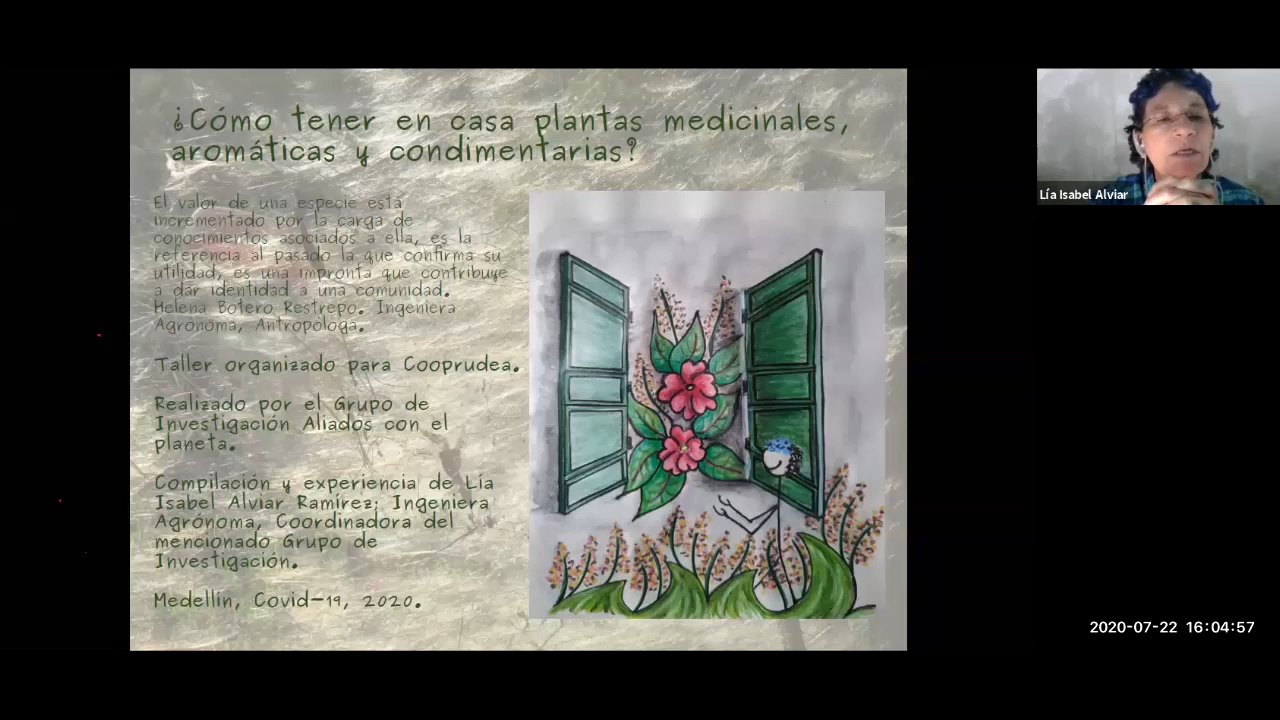 ¿Cómo tener en casa plantas medicinales,
aromáticas y condimentarias?
El valor de una especie está
incrementado por la carga de
conocimientos asociados a ella, es la
referencia al pasado la que confirma su
utilidad, es una impronta que contribuye
a dar identidad a una comunidad.
Helena Botero Restrepo. Ingeniera
Agrónoma, Antropóloga.
Taller organizado para Cooprudea.
Realizado por el Grupo de
Investigación Aliados con el
planeta.
Compilación y experiencia de Lía
Isabel Alviar Ramírez; Ingeniera
Agrónoma, Coordinadora del
mencionado Grupo de
Investigación.
Medellín, Covid-19, 2020.
Lía Isabel Alviar
2020-07-22 16:04:57